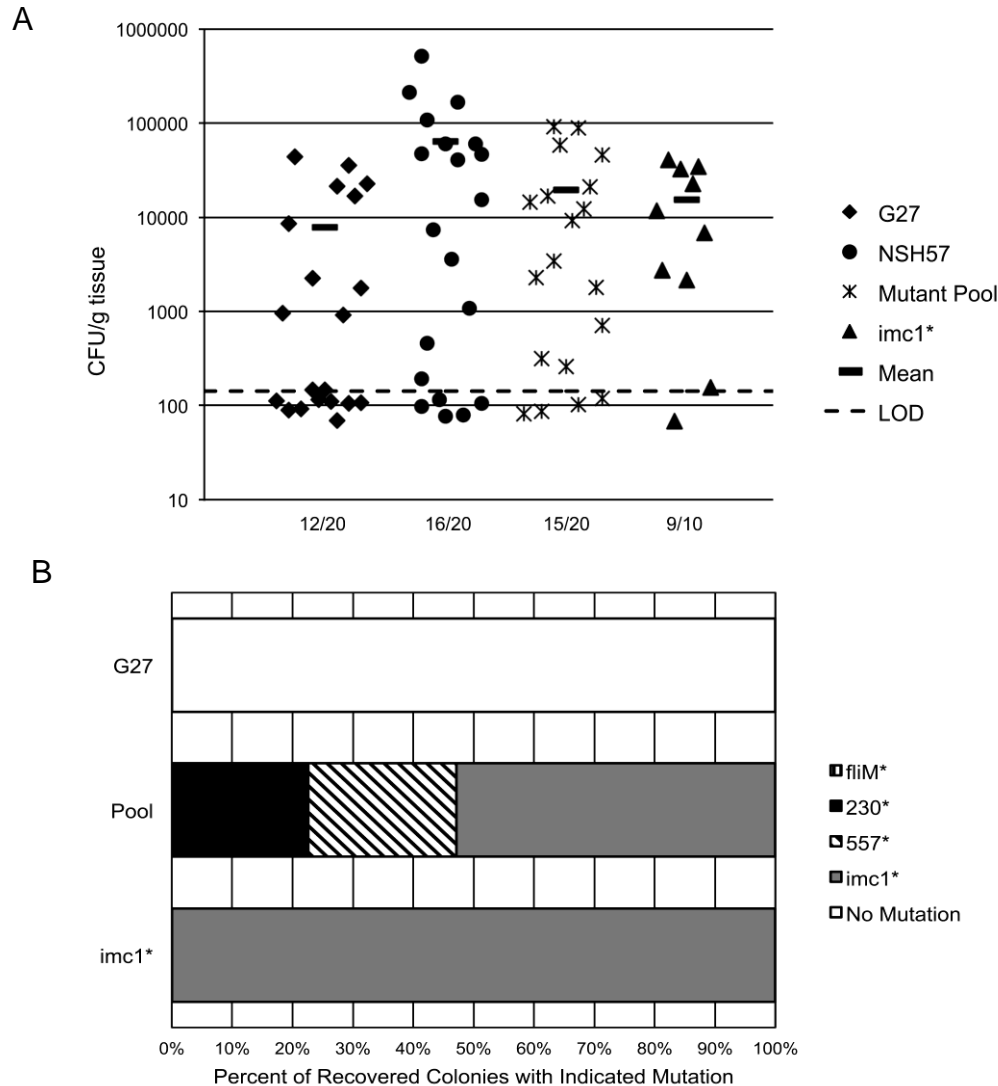 A
1000000
100000
10000
1000
100
10
CFU/g tissue
12/20
16/20
15/20
9/10
G27
NSH57
Mutant Pool
imc1*
Mean
LOD
B
G27
Pool
imc1*
0%
10%
20%
30%
40%
50%
60%
70%
80%
90%
100%
Percent of Recovered Colonies with Indicated Mutation
fliM*
230*
557*
imc1*
No Mutation